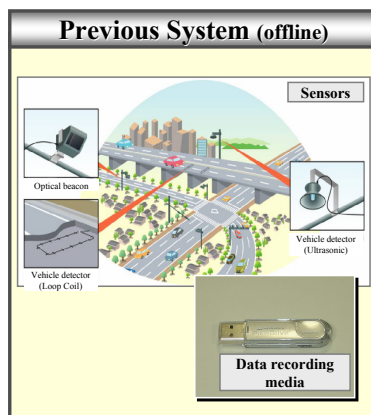 Previous System (offline)
Sensors
Optical beacon
Vehicle detector
(Loop Coil)
Vehicle detector
(Ultrasonic)
Data recording
media